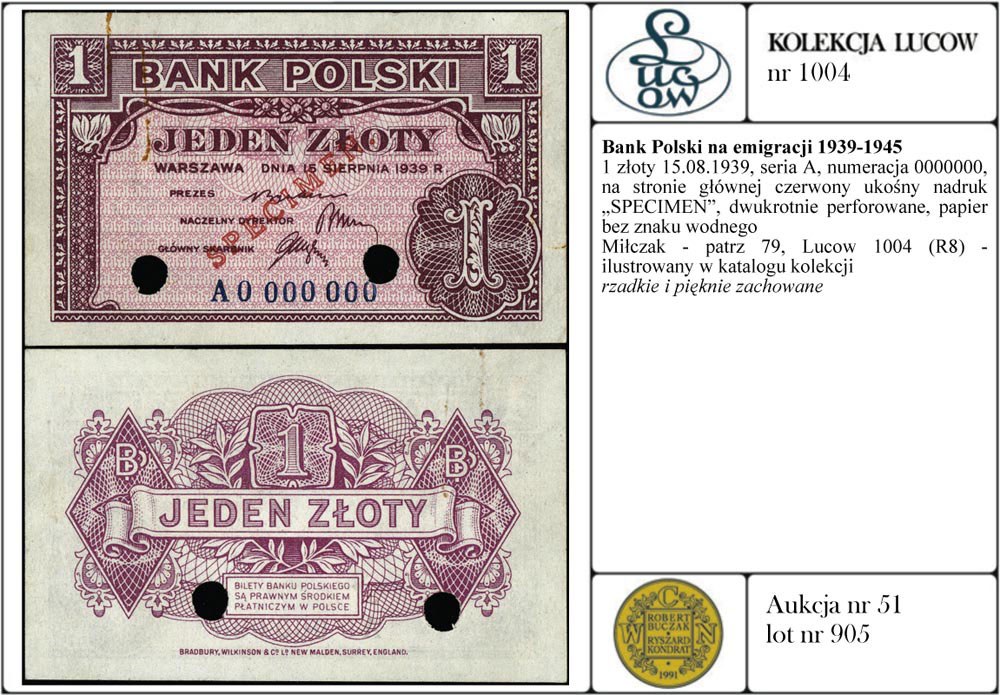 1 1
BANK POLSKI
JEDEN ZŁOTY
WARSZAWA DNIA 15 SIERPNIA 1939 R
PREZES
NACZELNY DYREKTOR
GŁÓWNY SKARBNIK
SPECIMEN
1
A 0 000 000
1
BP BP
JEDEN ZŁOTY
BILETY BANKU POLSKIEGO
SĄ PRAWNYM ŚRODKIEM
PŁATNICZYM W POLSCE
BRADBURY, WILKINSON & Cº Lᴰ NEW MALDEN, SURREY, ENGLAND.
Lucow
KOLEKCJA LUCOW
nr 1004
Bank Polski na emigracji 1939-1945
1 złoty 15.08.1939, seria A, numeracja 0000000,
na stronie głównej czerwony ukośny nadruk
„SPECIMEN”, dwukrotnie perforowane, papier
bez znaku wodnego
Miłczak - patrz 79, Lucow 1004 (R8) -
ilustrowany w katalogu kolekcji
rzadkie i pięknie zachowane
W C N
ROBERT
BUCZAK
RYSZARD
KONDRAT
1991
Aukcja nr 51
lot nr 905